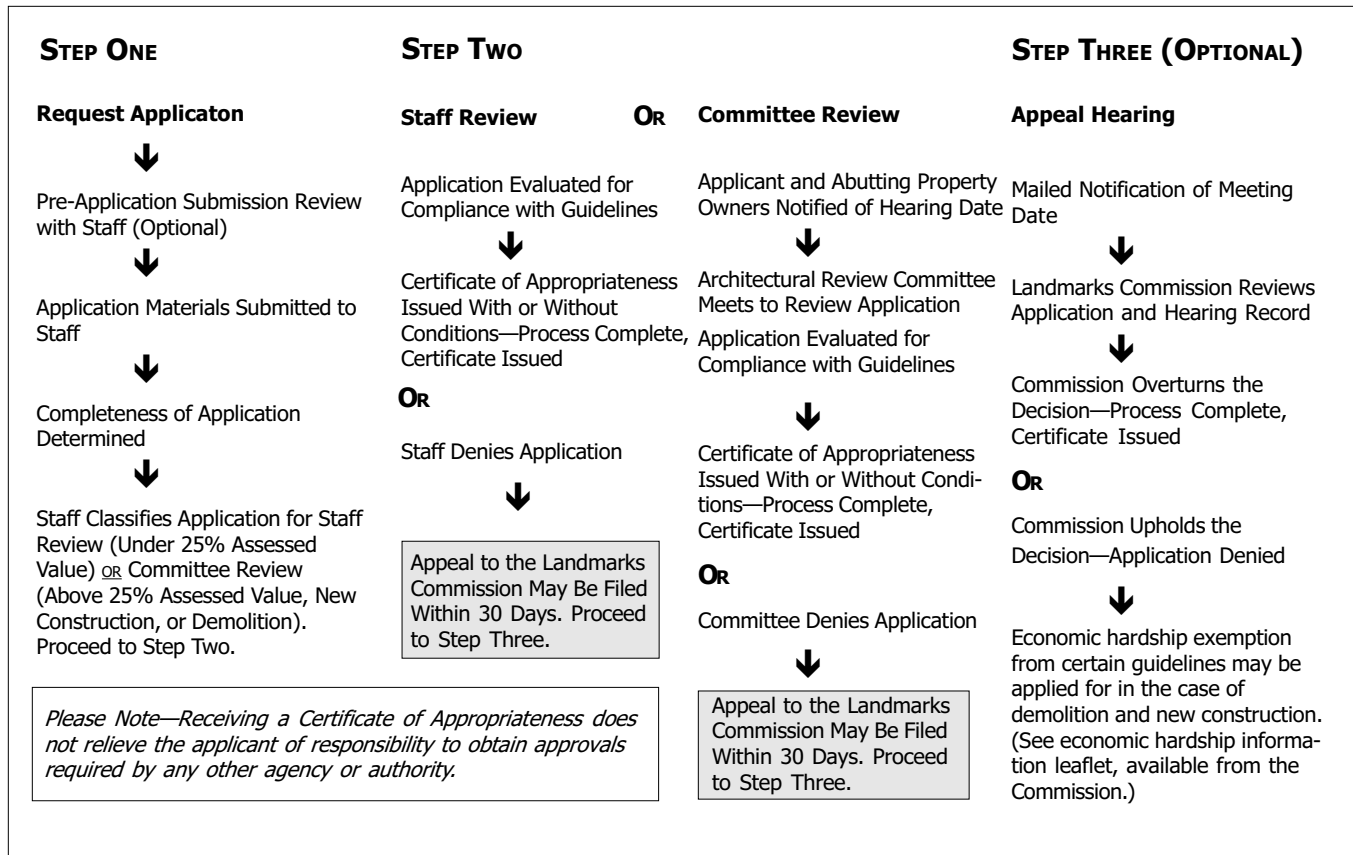 STEP ONE
Request Applicaton
Pre-Application Submission Review
with Staff (Optional)
Application Materials Submitted to
Staff
Completeness of Application
Determined
Staff Classifies Application for Staff
Review (Under 25% Assessed
Value) OR Committee Review
(Above 25% Assessed Value, New
Construction, or Demolition).
Proceed to Step Two.
STEP TWO
Staff Review
Application Evaluated for
Compliance with Guidelines
Certificate of Appropriateness
Issued With or Without
Conditions—Process Complete,
Certificate Issued
OR
Staff Denies Application
Appeal to the Landmarks
Commission May Be Filed
Within 30 Days. Proceed
to Step Three.
OR
Committee Review
Applicant and Abutting Property
Owners Notified of Hearing Date
Architectural Review Committee
Meets to Review Application
Application Evaluated for
Compliance with Guidelines
Certificate of Appropriateness
Issued With or Without Condi-
tions—Process Complete,
Certificate Issued
OR
Committee Denies Application
Appeal to the Landmarks
Commission May Be Filed
Within 30 Days. Proceed
to Step Three.
STEP THREE (OPTIONAL)
Appeal Hearing
Mailed Notification of Meeting
Date
Landmarks Commission Reviews
Application and Hearing Record
Commission Overturns the
Decision—Process Complete,
Certificate Issued
OR
Commission Upholds the
Decision—Application Denied
Economic hardship exemption
from certain guidelines may be
applied for in the case of
demolition and new construction.
(See economic hardship informa-
tion leaflet, available from the
Commission.)
Please Note—Receiving a Certificate of Appropriateness does
not relieve the applicant of responsibility to obtain approvals
required by any other agency or authority.